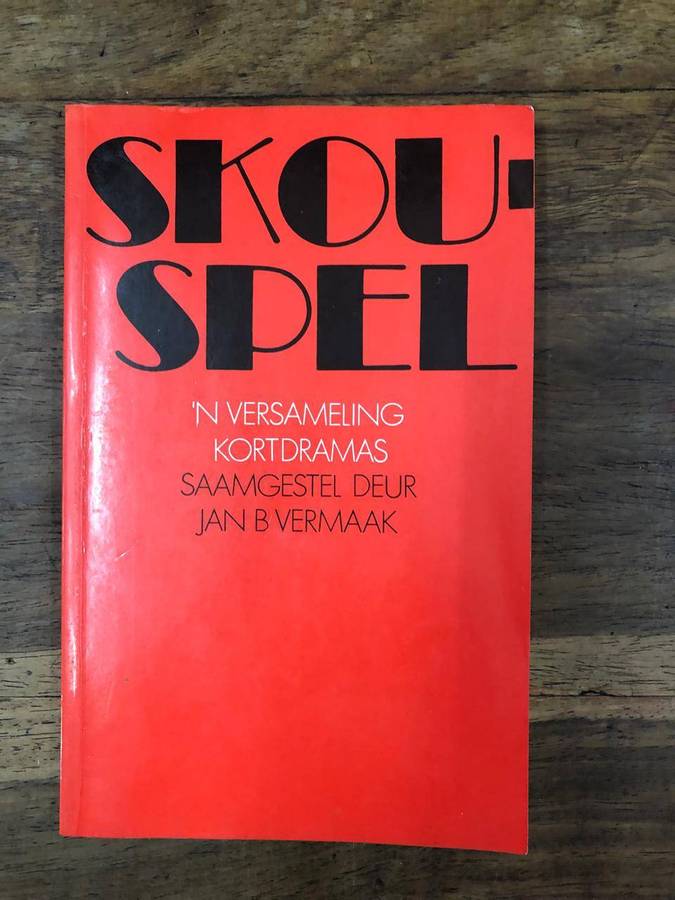 SKOU-
SPEL
'N VERSAMELING
KORTDRAMAS
SAAMGESTEL DEUR
JAN B VERMAAK